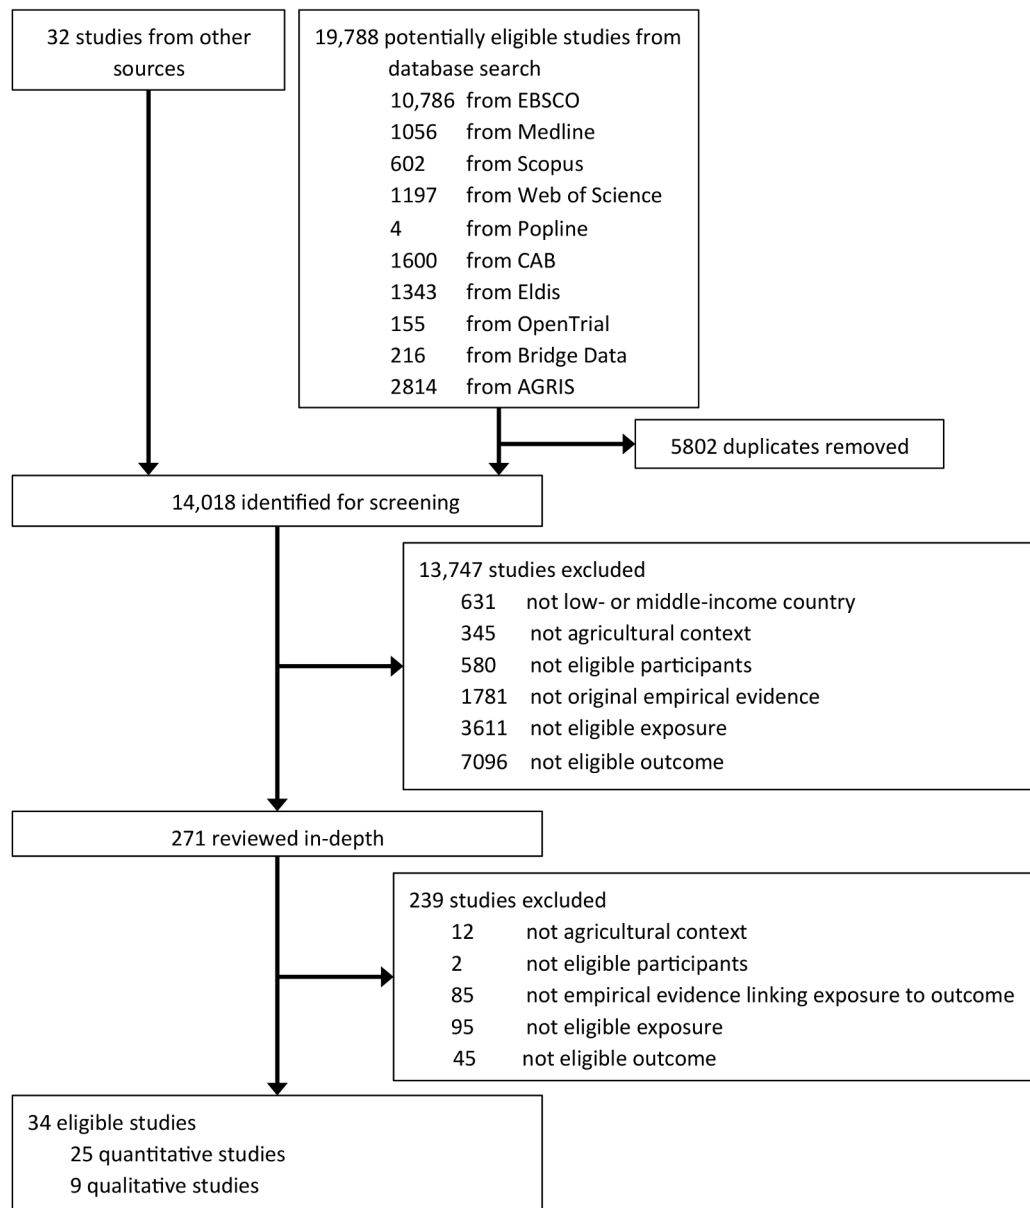 32 studies from other
sources
19,788 potentially eligible studies from
database search
10,786 from EBSCO
1056 from Medline
602 from Scopus
1197 from Web of Science
4 from Popline
1600 from CAB
1343 from Eldis
155 from OpenTrial
216 from Bridge Data
2814 from AGRIS
5802 duplicates removed
14,018 identified for screening
13,747 studies excluded
631 not low- or middle-income country
345 not agricultural context
580 not eligible participants
1781 not original empirical evidence
3611 not eligible exposure
7096 not eligible outcome
271 reviewed in-depth
239 studies excluded
12 not agricultural context
2 not eligible participants
85 not empirical evidence linking exposure to outcome
95 not eligible exposure
45 not eligible outcome
34 eligible studies
25 quantitative studies
9 qualitative studies